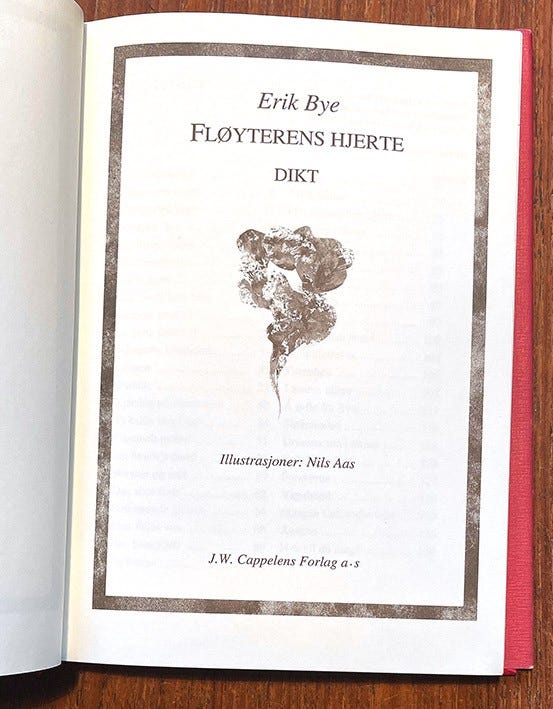 Erik Bye
FLØYTERENS HJERTE
DIKT
Illustrasjoner: Nils Aas
J.W. Cappelens Forlag a·s